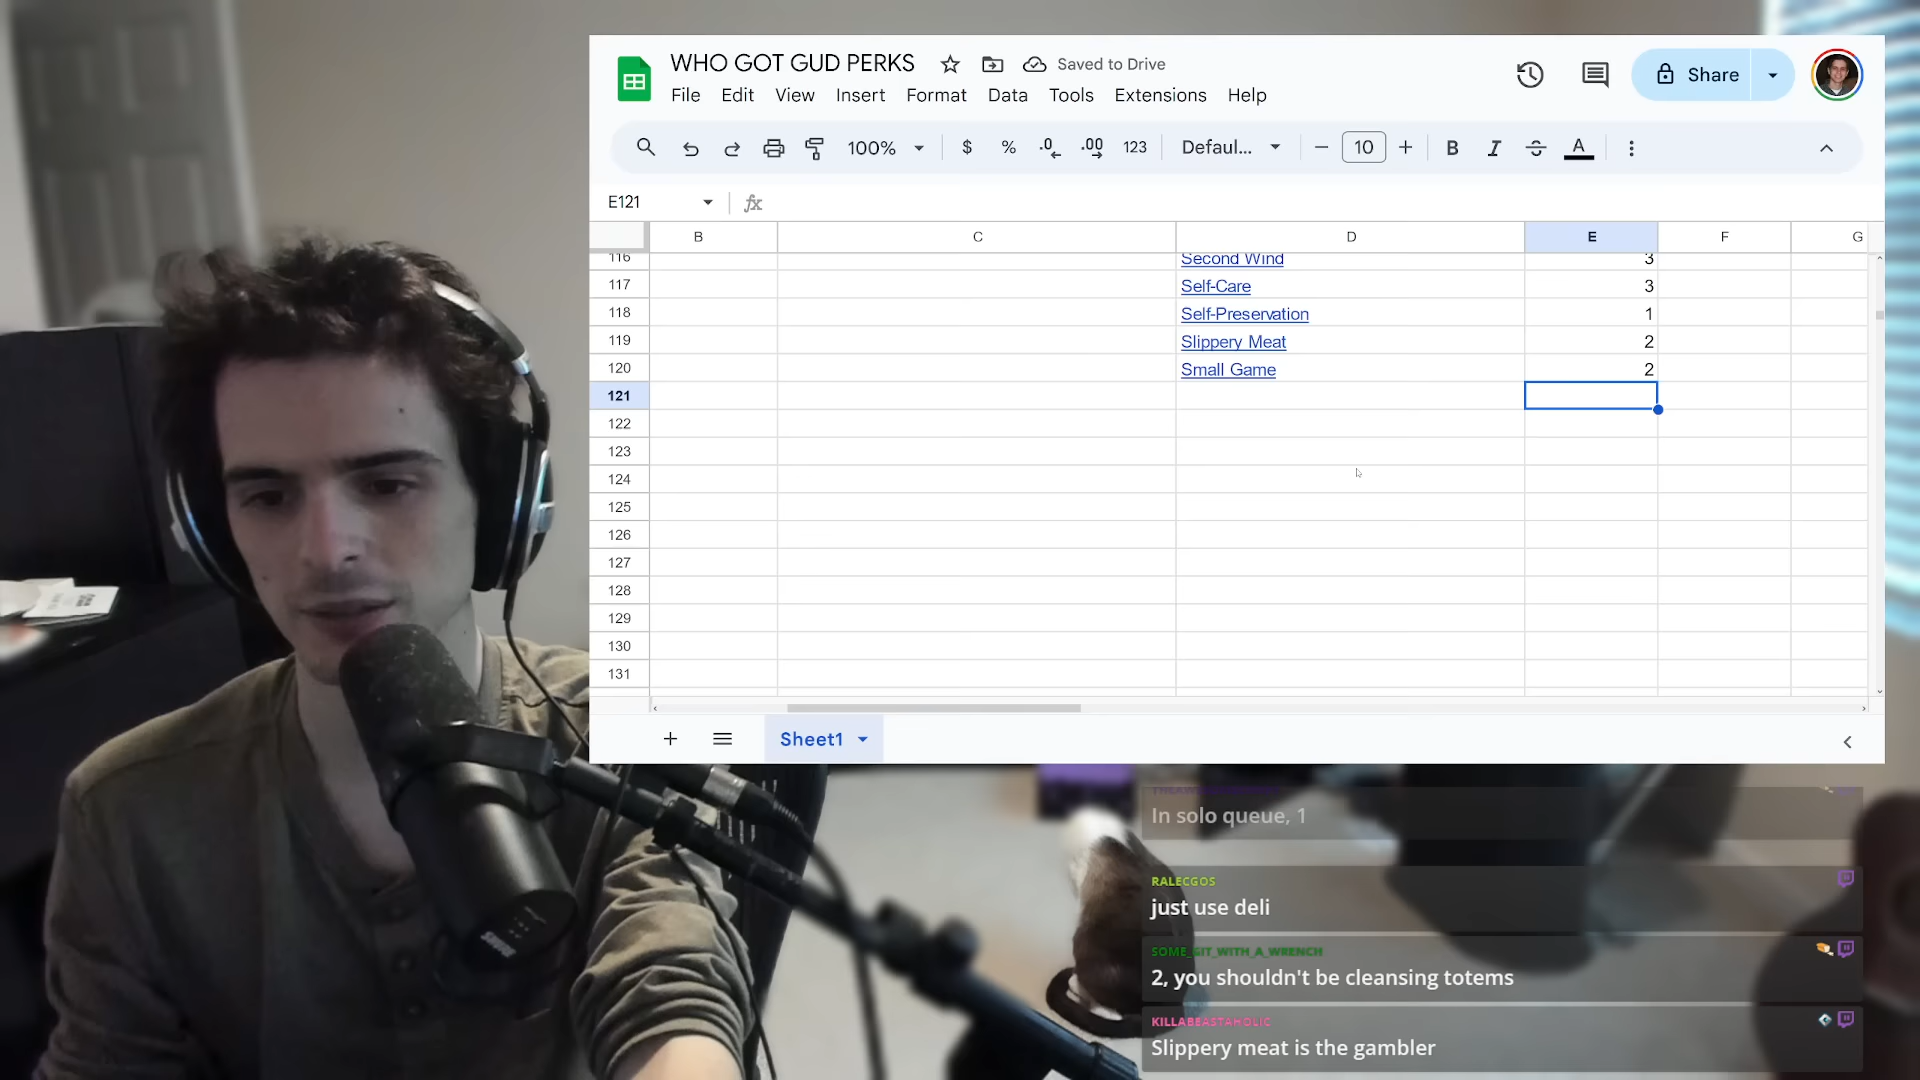 WHO GOT GUD PERKS
Saved to Drive
Share
File Edit View Insert Format Data Tools Extensions Help
100% $ % .0 .00 123 Defaul... 10 B I S A
E121 fx
B C D E F G
116 Second Wind 3
117 Self-Care 3
118 Self-Preservation 1
119 Slippery Meat 2
120 Small Game 2
121
122
123
124
125
126
127
128
129
130
131
Sheet1
In solo queue, 1
RALECGOS
just use deli
SOME_GIT_WITH_A_WRENCH
2, you shouldn't be cleansing totems
KILLABEASTAHOLIC
Slippery meat is the gambler